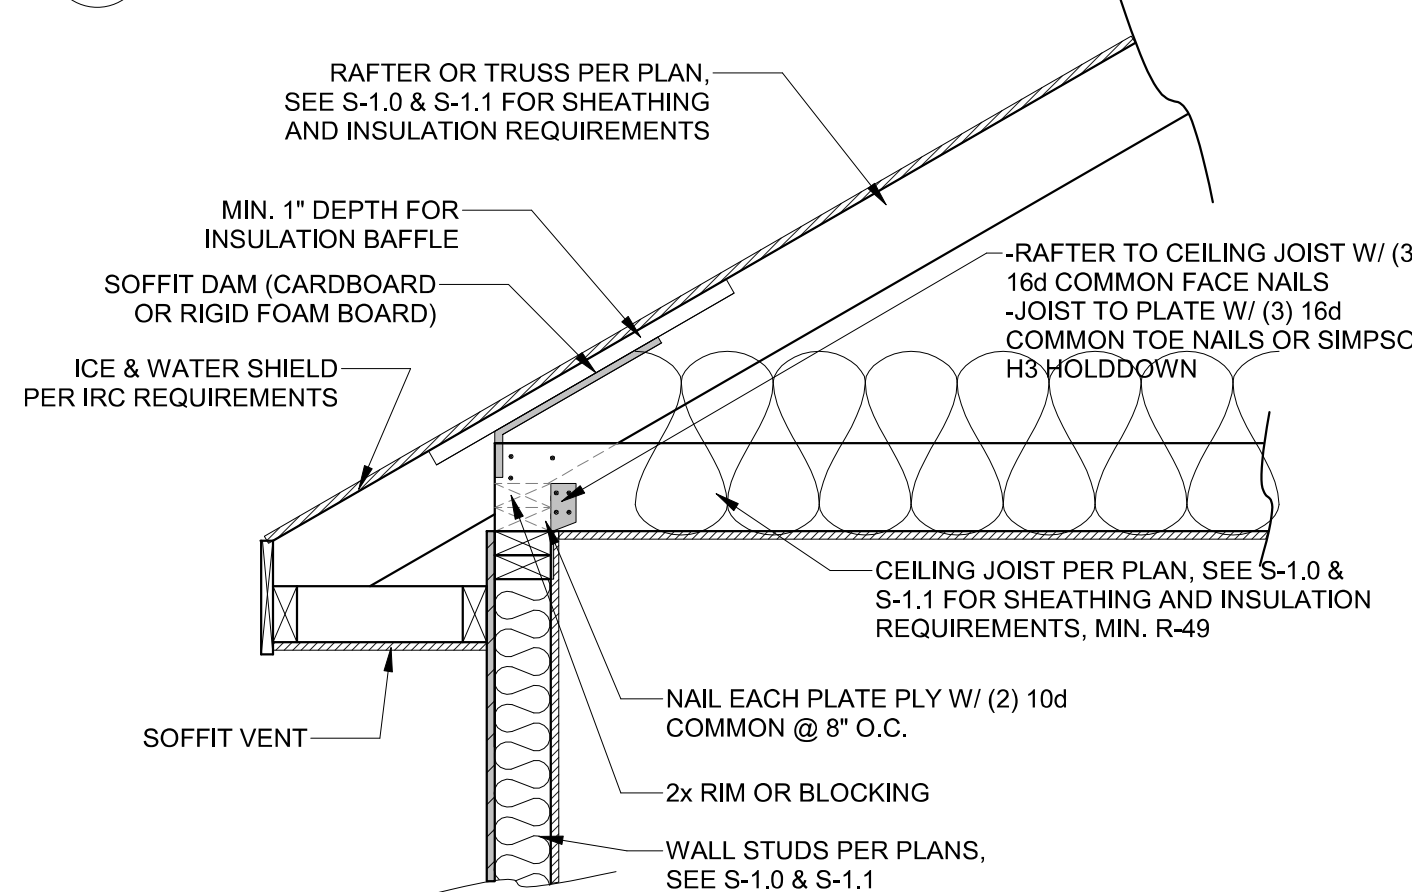 RAFTER OR TRUSS PER PLAN,
SEE S-1.0 & S-1.1 FOR SHEATHING
AND INSULATION REQUIREMENTS
MIN. 1" DEPTH FOR
INSULATION BAFFLE
SOFFIT DAM (CARDBOARD
OR RIGID FOAM BOARD)
ICE & WATER SHIELD
PER IRC REQUIREMENTS
-RAFTER TO CEILING JOIST W/ (3
16d COMMON FACE NAILS
-JOIST TO PLATE W/ (3) 16d
COMMON TOE NAILS OR SIMPSO
H3 HOLDDOWN
CEILING JOIST PER PLAN, SEE S-1.0 &
S-1.1 FOR SHEATHING AND INSULATION
REQUIREMENTS, MIN. R-49
NAIL EACH PLATE PLY W/ (2) 10d
COMMON @ 8" O.C.
SOFFIT VENT
2x RIM OR BLOCKING
WALL STUDS PER PLANS,
SEE S-1.0 & S-1.1